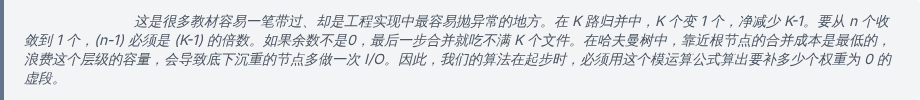 这是很多教材容易一笔带过、却是工程实现中最容易抛异常的地方。在 K 路归并中，K 个变 1 个，净减少 K-1。要从 n 个收
敛到 1 个，(n-1) 必须是 (K-1) 的倍数。如果余数不是0，最后一步合并就吃不满 K 个文件。在哈夫曼树中，靠近根节点的合并成本是最低的，
浪费这个层级的容量，会导致底下沉重的节点多做一次 I/O。因此，我们的算法在起步时，必须用这个模运算公式算出要补多少个权重为 0 的
虚段。